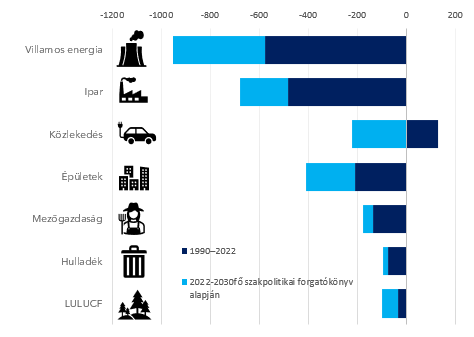 -1200 -1000 -800 -600 -400 -200 0 200
Villamos energia
Ipar
Közlekedés
Épületek
Mezőgazdaság
Hulladék
LULUCF
1990–2022
2022-2030fő szakpolitikai forgatókönyv
alapján